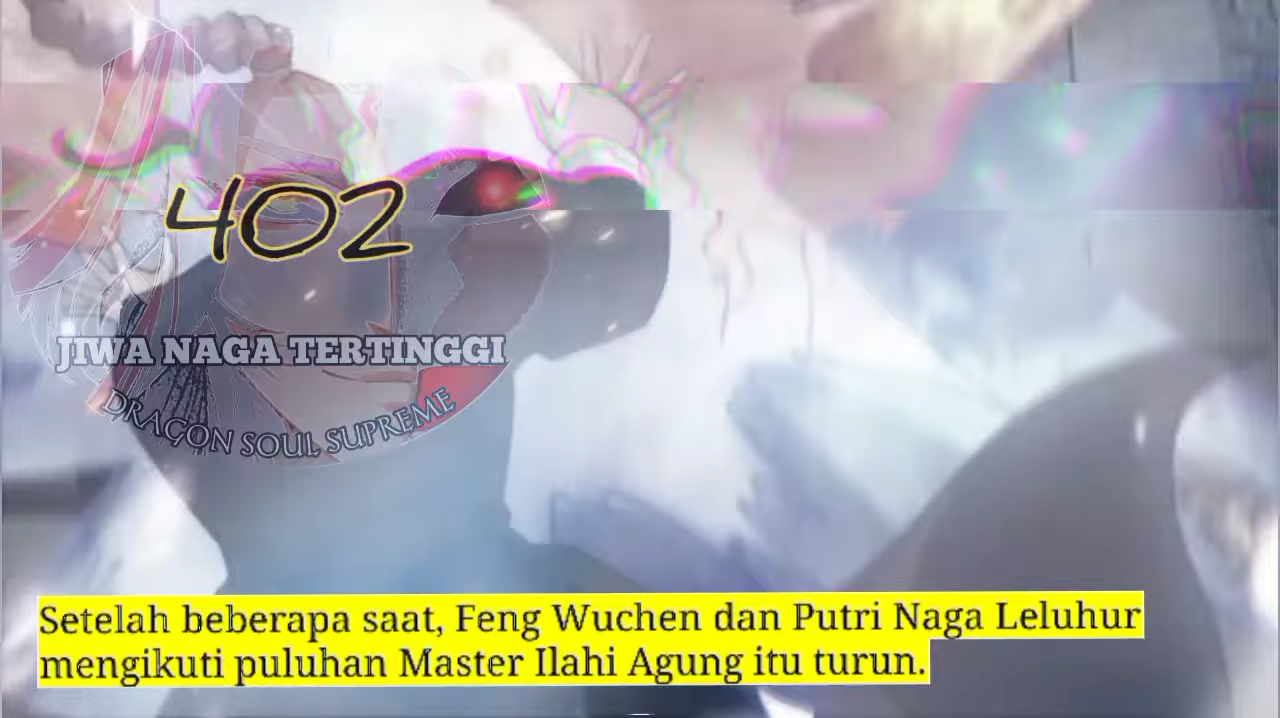 402
JIWA NAGA TERTINGGI
DRAGON SOUL SUPREME
Setelah beberapa saat, Feng Wuchen dan Putri Naga Leluhur
mengikuti puluhan Master Ilahi Agung itu turun.